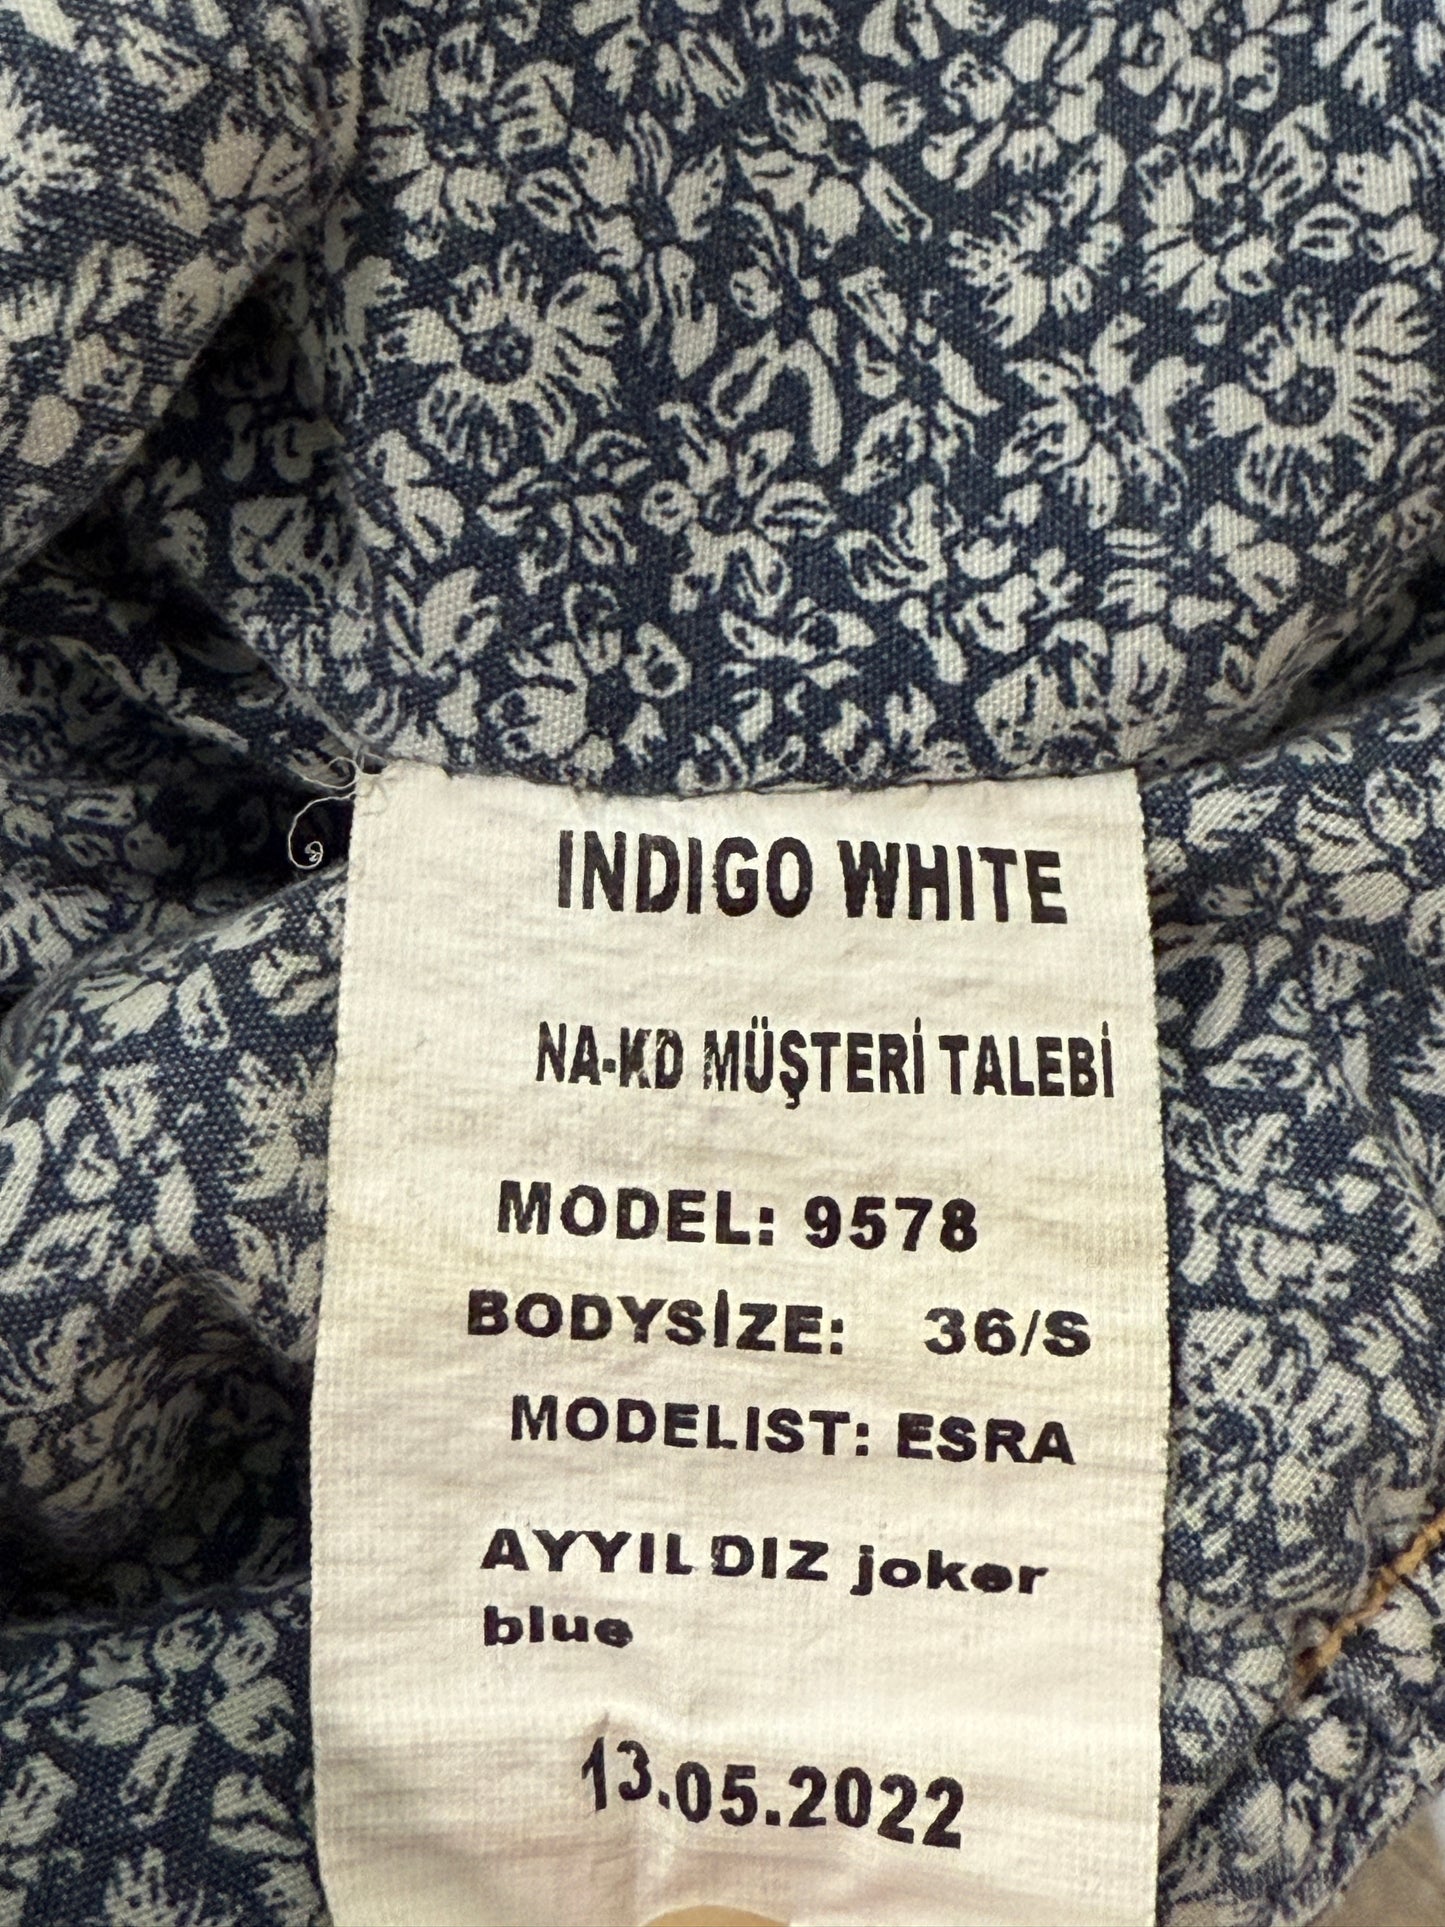 INDIGO WHITE
NA-KD MÜŞTERİ TALEBİ
MODEL: 9578
BODYSİZE: 36/S
MODELIST: ESRA
AYYILDIZ joker
blue
13.05.2022